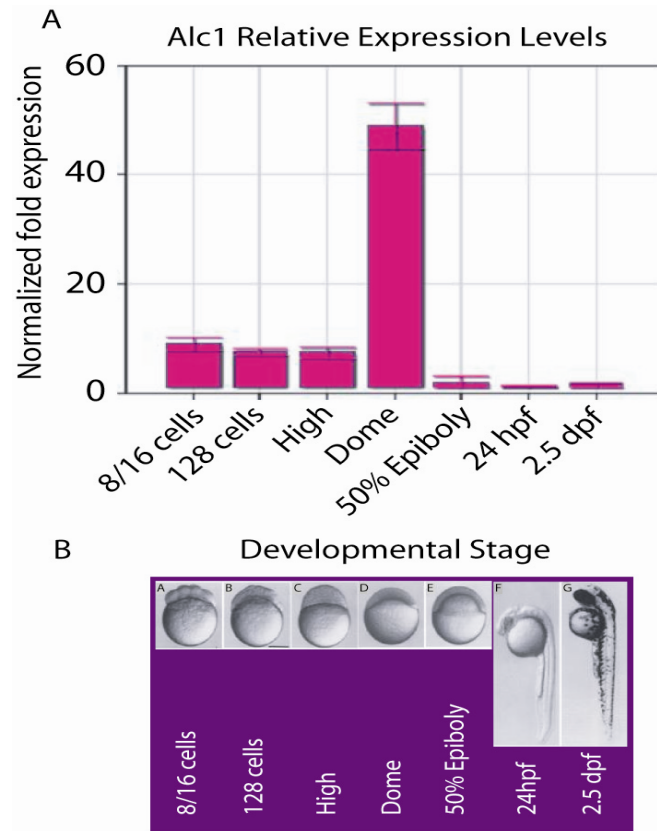 A
Alc1 Relative Expression Levels
Normalized fold expression
60
40
20
0
8/16 cells
128 cells
High
Dome
50% Epiboly
24 hpf
2.5 dpf
B
Developmental Stage
A
B
C
D
E
F
G
8/16 cells
128 cells
High
Dome
50% Epiboly
24hpf
2.5 dpf